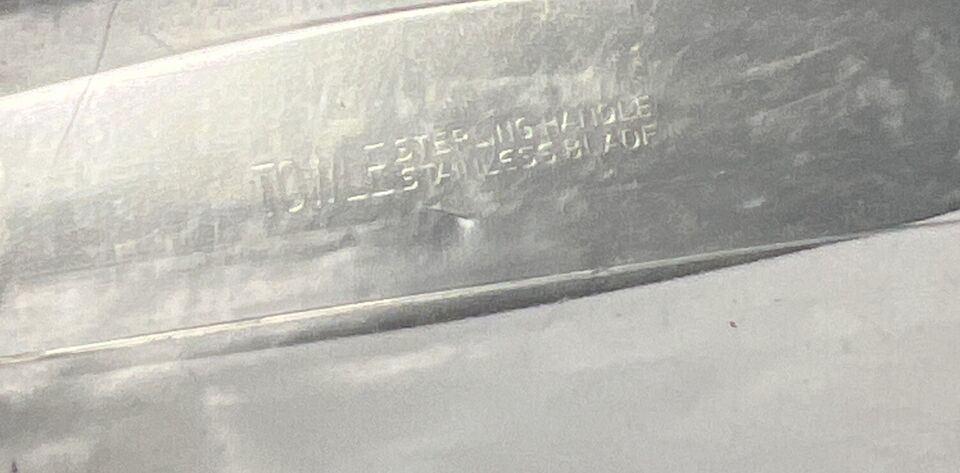 TOWLE
STERLING HANDLE
STAINLESS BLADE